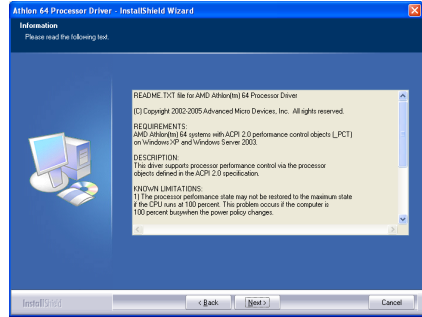 Athlon 64 Processor Driver - InstallShield Wizard
Information
Please read the following text.
README.TXT file for AMD Athlon(tm) 64 Processor Driver
(C) Copyright 2002-2005 Advanced Micro Devices, Inc. All rights reserved.
REQUIREMENTS:
AMD Athlon(tm) 64 systems with ACPI 2.0 performance control objects (_PCT)
on Windows XP and Windows Server 2003.
DESCRIPTION:
This driver supports processor performance control via the processor
objects defined in the ACPI 2.0 specification.
KNOWN LIMITATIONS:
1) The processor performance state may not be restored to the maximum state
if the CPU runs at 100 percent. This problem occurs if the computer is
100 percent busywhen the power policy changes.
InstallShield
< Back
Next >
Cancel